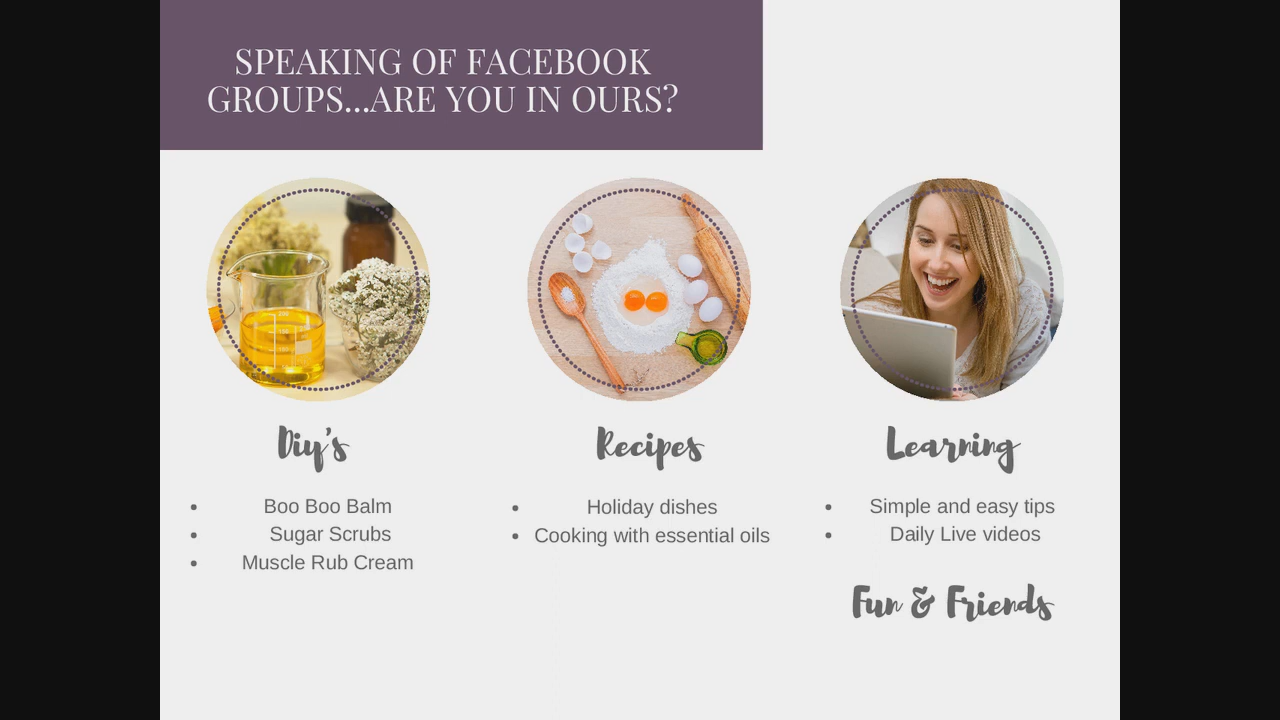 SPEAKING OF FACEBOOK
GROUPS...ARE YOU IN OURS?
Diy's
• Boo Boo Balm
• Sugar Scrubs
• Muscle Rub Cream
Recipes
• Holiday dishes
• Cooking with essential oils
Learning
• Simple and easy tips
• Daily Live videos
Fun & Friends